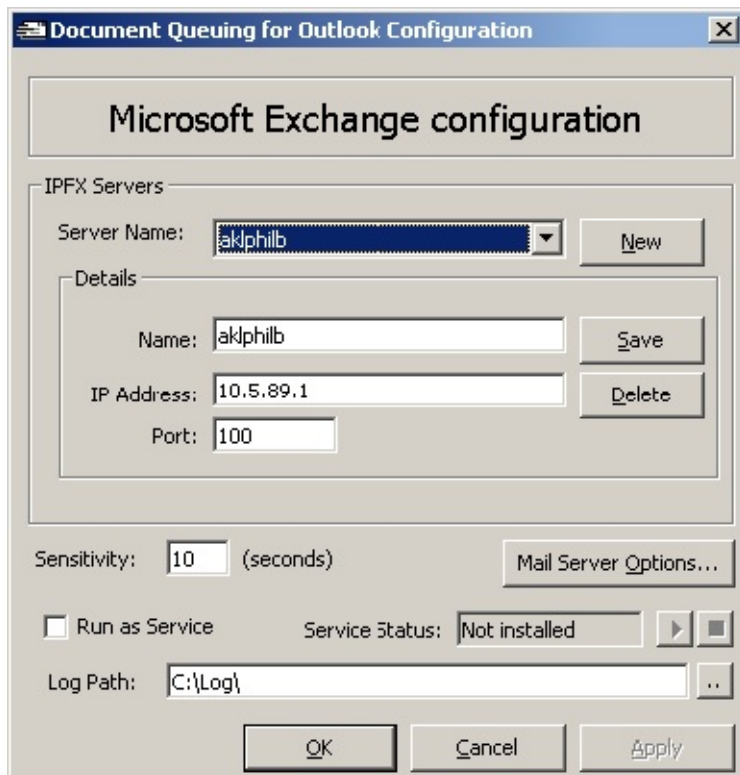 Document Queuing for Outlook Configuration
Microsoft Exchange configuration
IPFX Servers
Server Name: aklphilb New
Details
Name: aklphilb Save
IP Address: 10.5.89.1 Delete
Port: 100
Sensitivity: 10 (seconds) Mail Server Options...
Run as Service Service Status: Not installed
Log Path: C:\Log\ ..
OK Cancel Apply